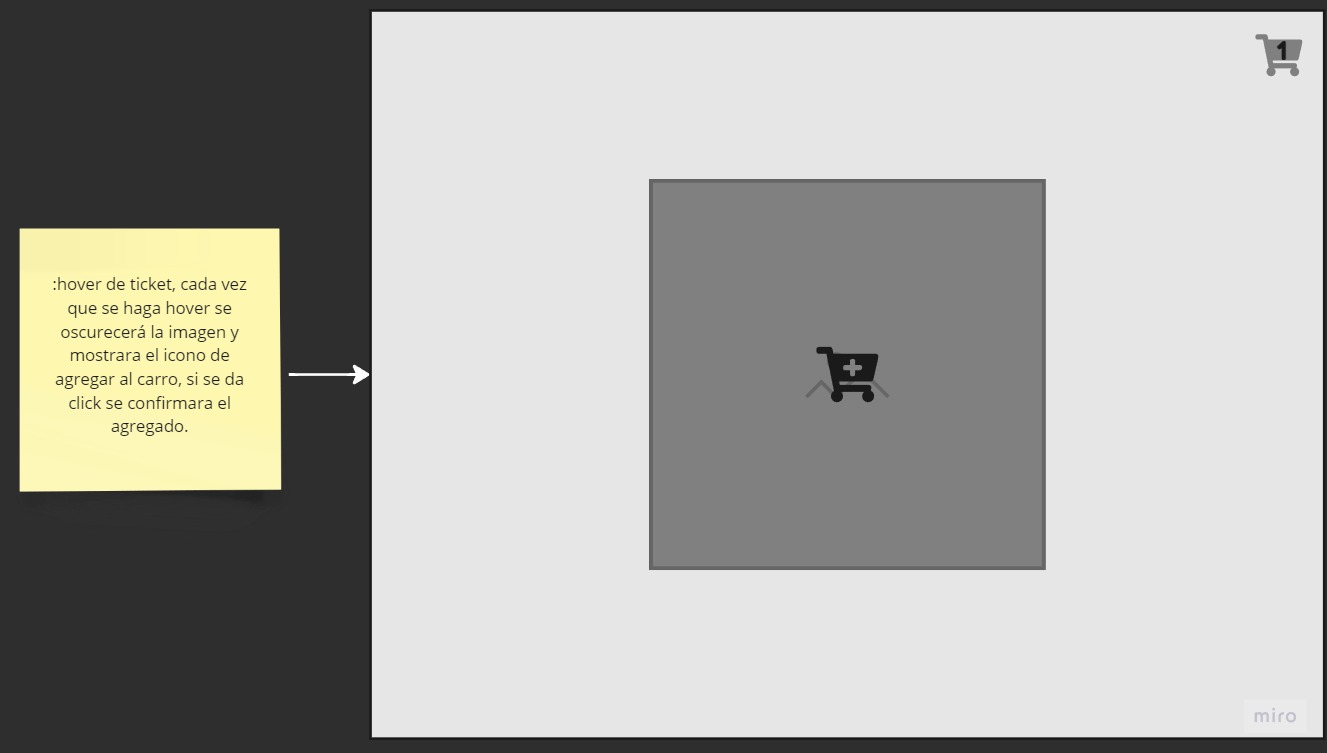 :hover de ticket, cada vez
que se haga hover se
oscurecerá la imagen y
mostrara el icono de
agregar al carro, si se da
click se confirmara el
agregado.
1
miro